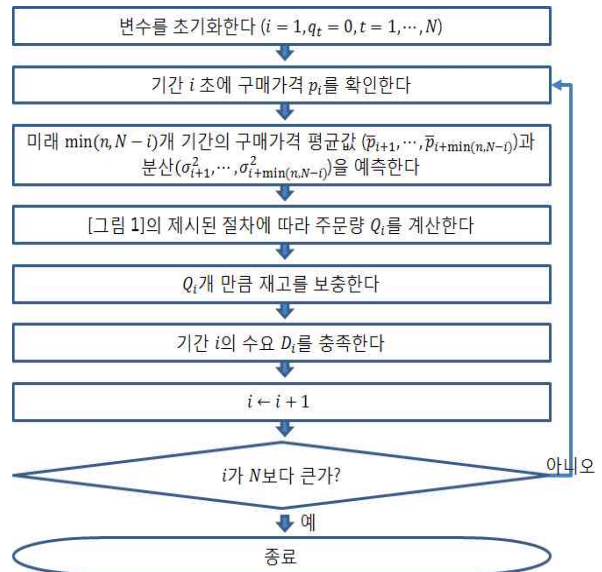 변수를 초기화한다 (i = 1, q_t = 0, t = 1, ⋯, N)
기간 i 초에 구매가격 p_i를 확인한다
미래 min(n, N − i)개 기간의 구매가격 평균값 (p̅_{i+1}, ⋯, p̅_{i+min(n,N−i)})과
분산(σ²_{i+1}, ⋯, σ²_{i+min(n,N−i)})을 예측한다
[그림 1]의 제시된 절차에 따라 주문량 Q_i를 계산한다
Q_i개 만큼 재고를 보충한다
기간 i의 수요 D_i를 충족한다
i ← i + 1
i가 N보다 큰가?
아니오
예
종료